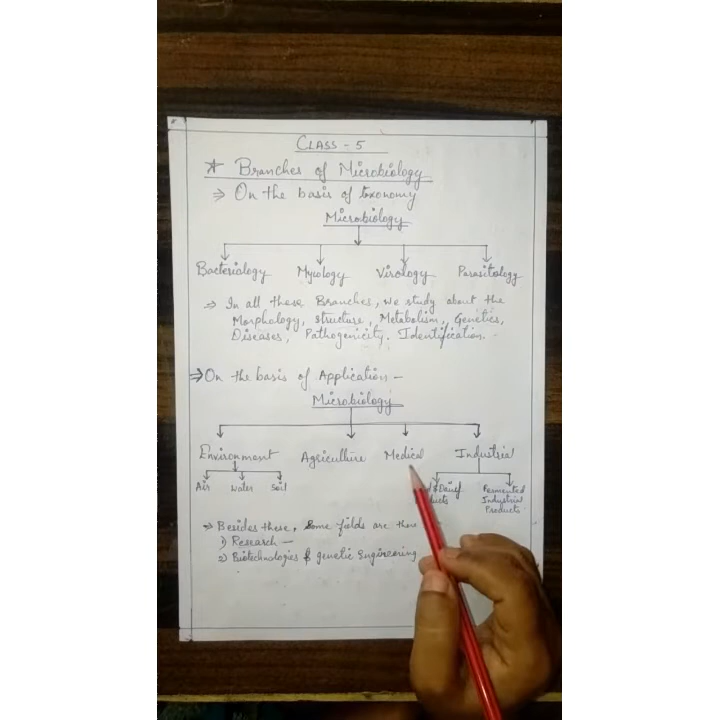 CLASS - 5
* Branches of Microbiology
⇒ On the basis of toxonomy
Microbiology
Bacteriology Mycology Virology Parasitology
⇒ In all these Branches, we study about the
Morphology, structure, Metabolism, Genetics,
Diseases, Pathogenicity. Identification.
⇒ On the basis of Application -
Microbiology
Environment Agriculture Medical Industrial
Air water soil Dairy Fermented
Industrial
Products
⇒ Besides these, Some fields are there
1) Research -
2) Biotechnologies & genetic Engineering